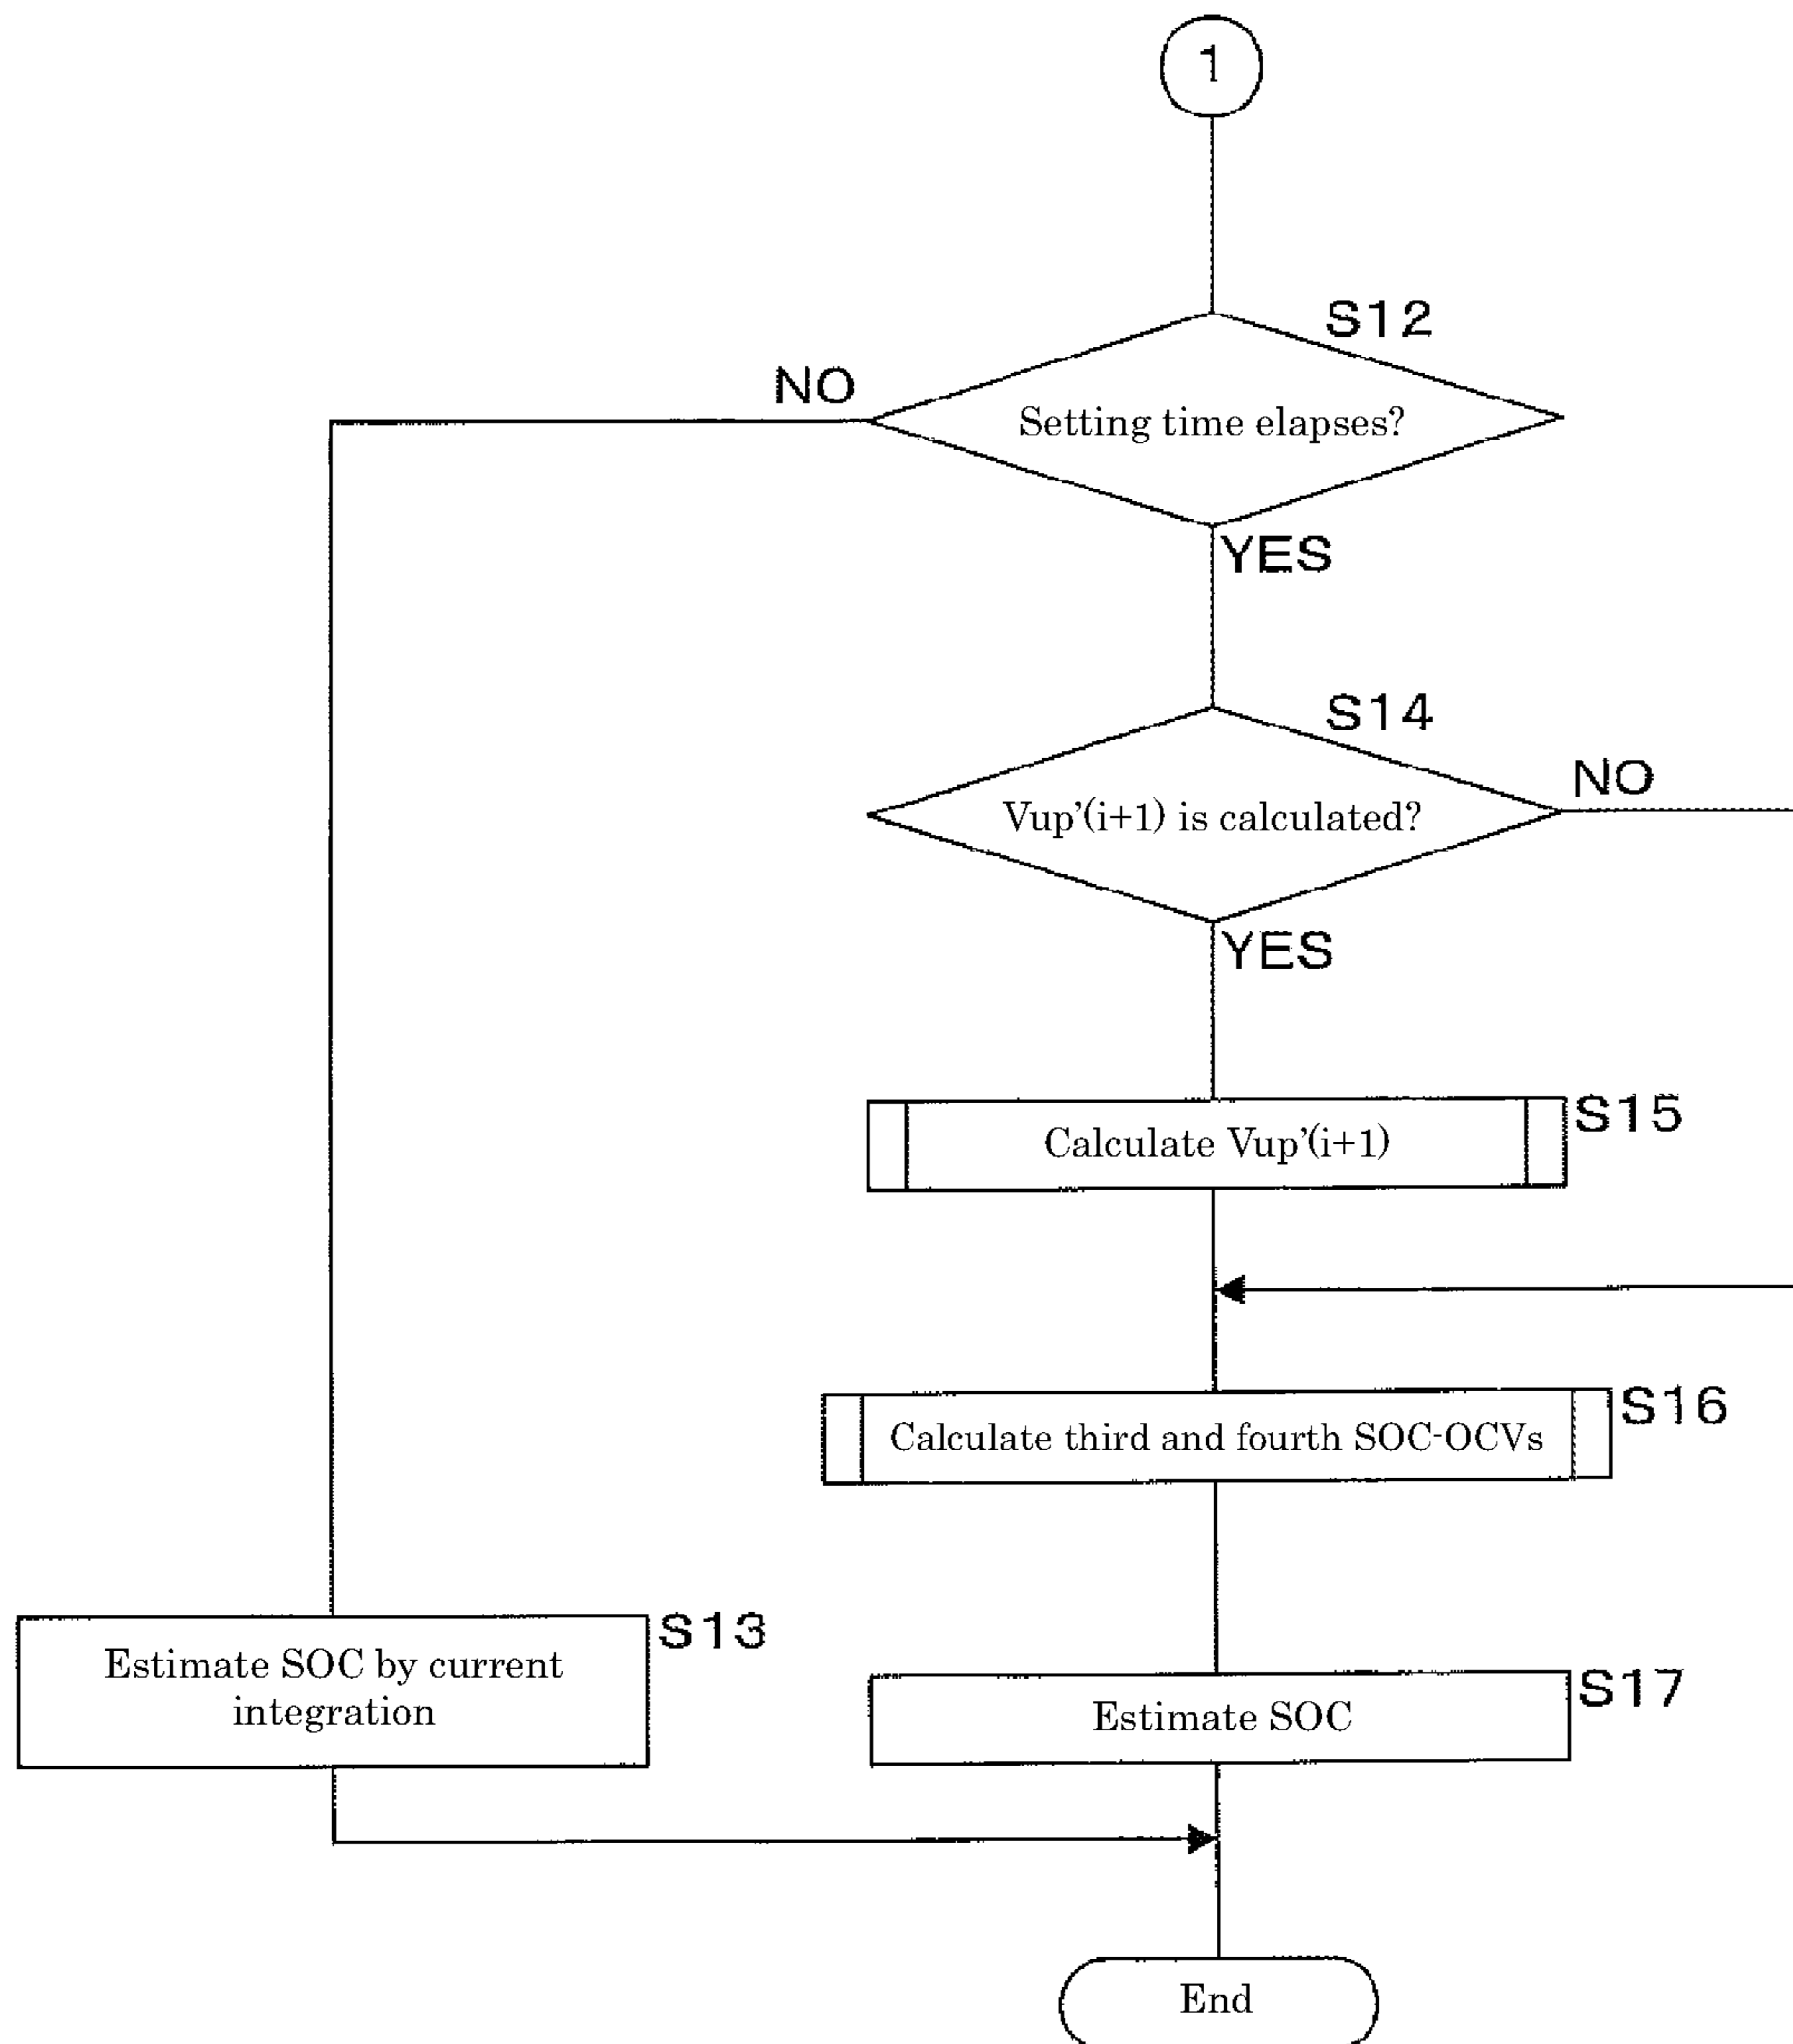 1
S12
NO
Setting time elapses?
YES
S14
NO
Vup’(i+1) is calculated?
YES
S15
Calculate Vup’(i+1)
S16
Calculate third and fourth SOC-OCVs
S13
Estimate SOC by current
integration
S17
Estimate SOC
End